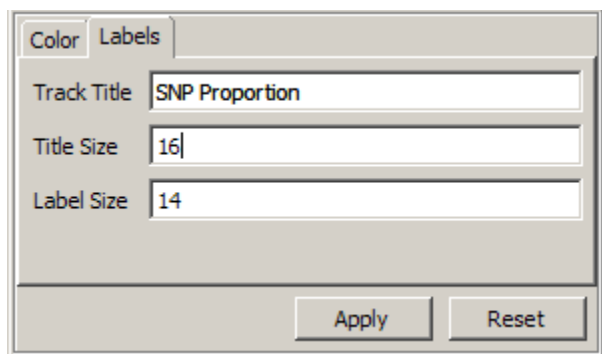 Color Labels
Track Title SNP Proportion
Title Size 16
Label Size 14
Apply Reset